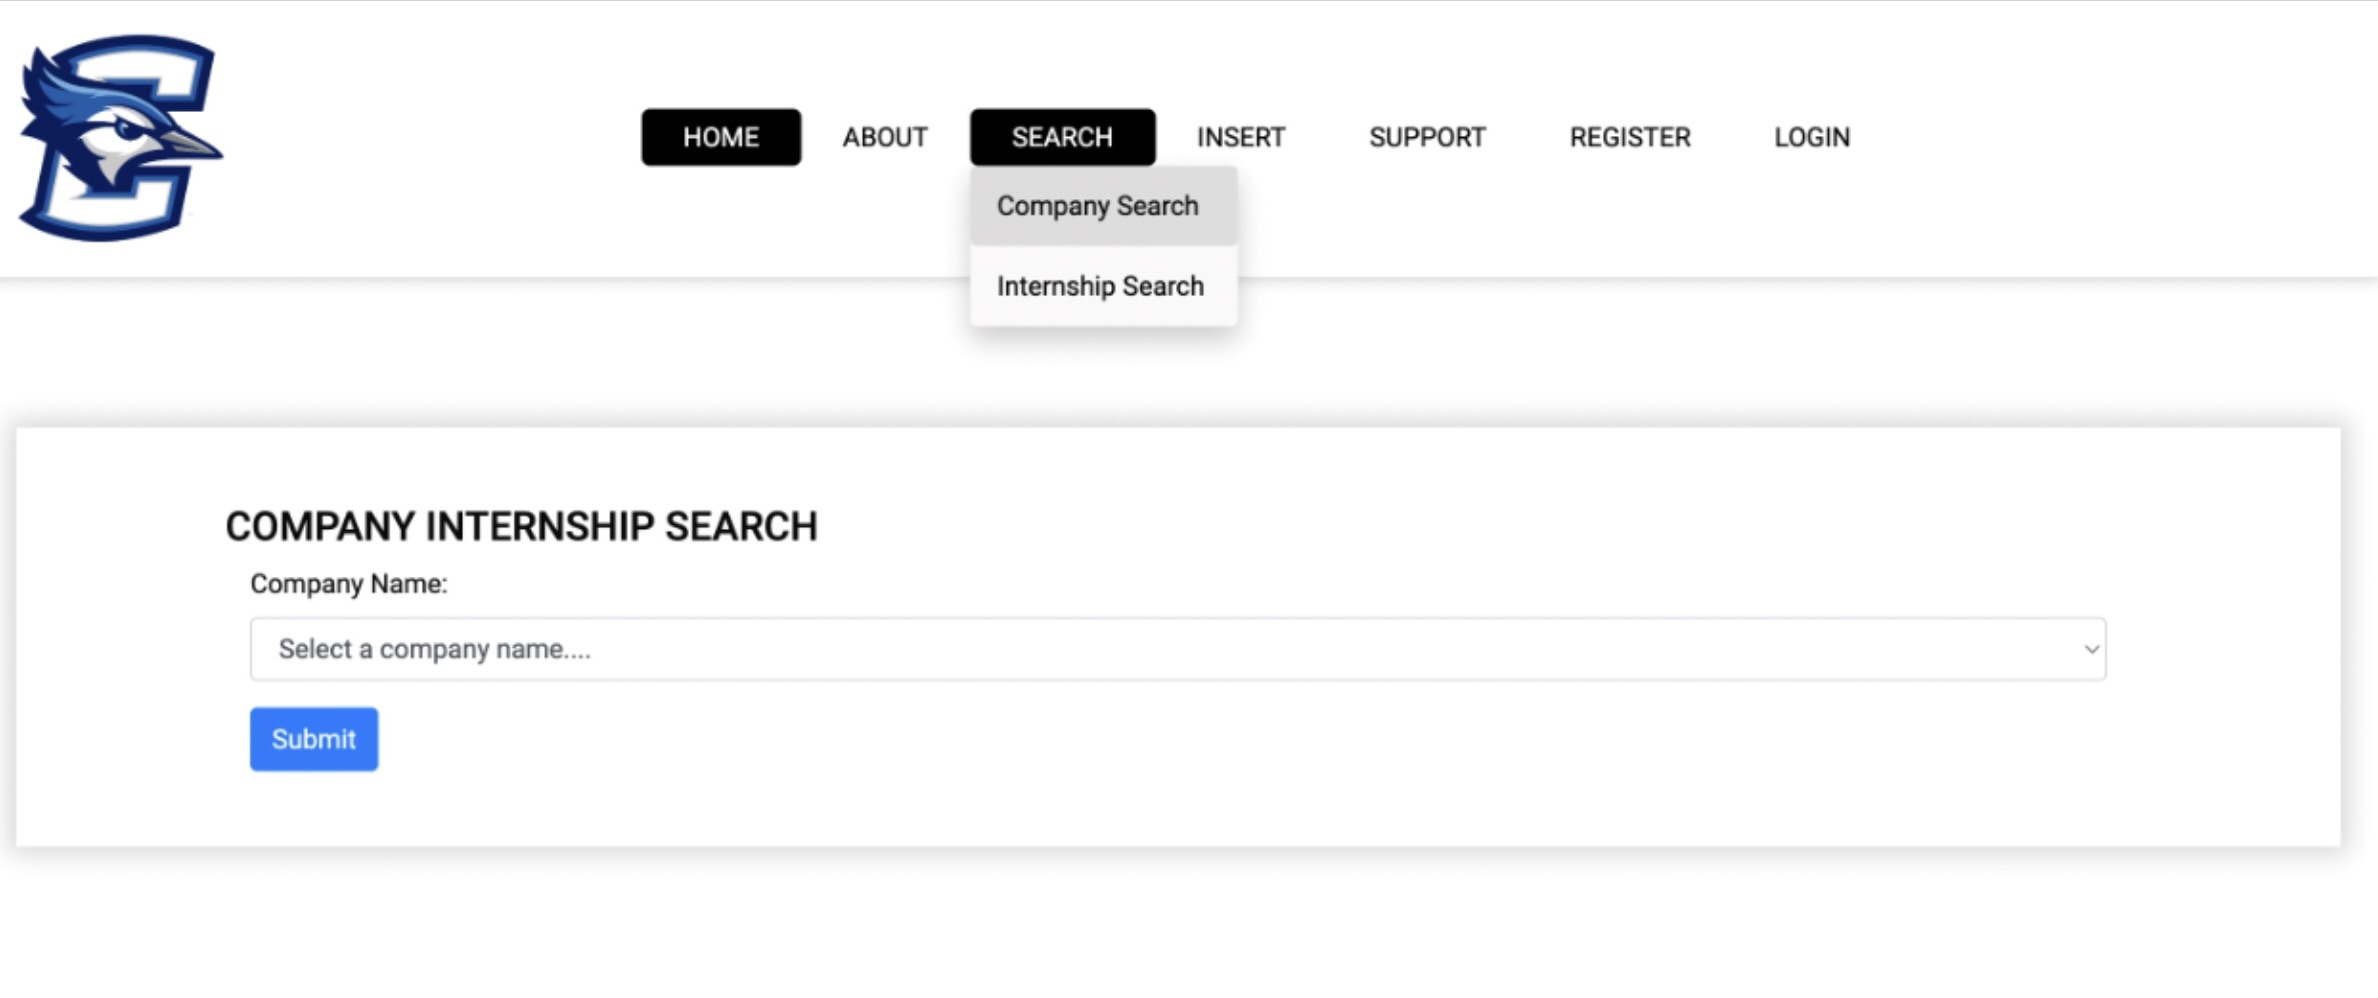 HOME ABOUT SEARCH INSERT SUPPORT REGISTER LOGIN
Company Search
Internship Search
COMPANY INTERNSHIP SEARCH
Company Name:
Select a company name....
Submit